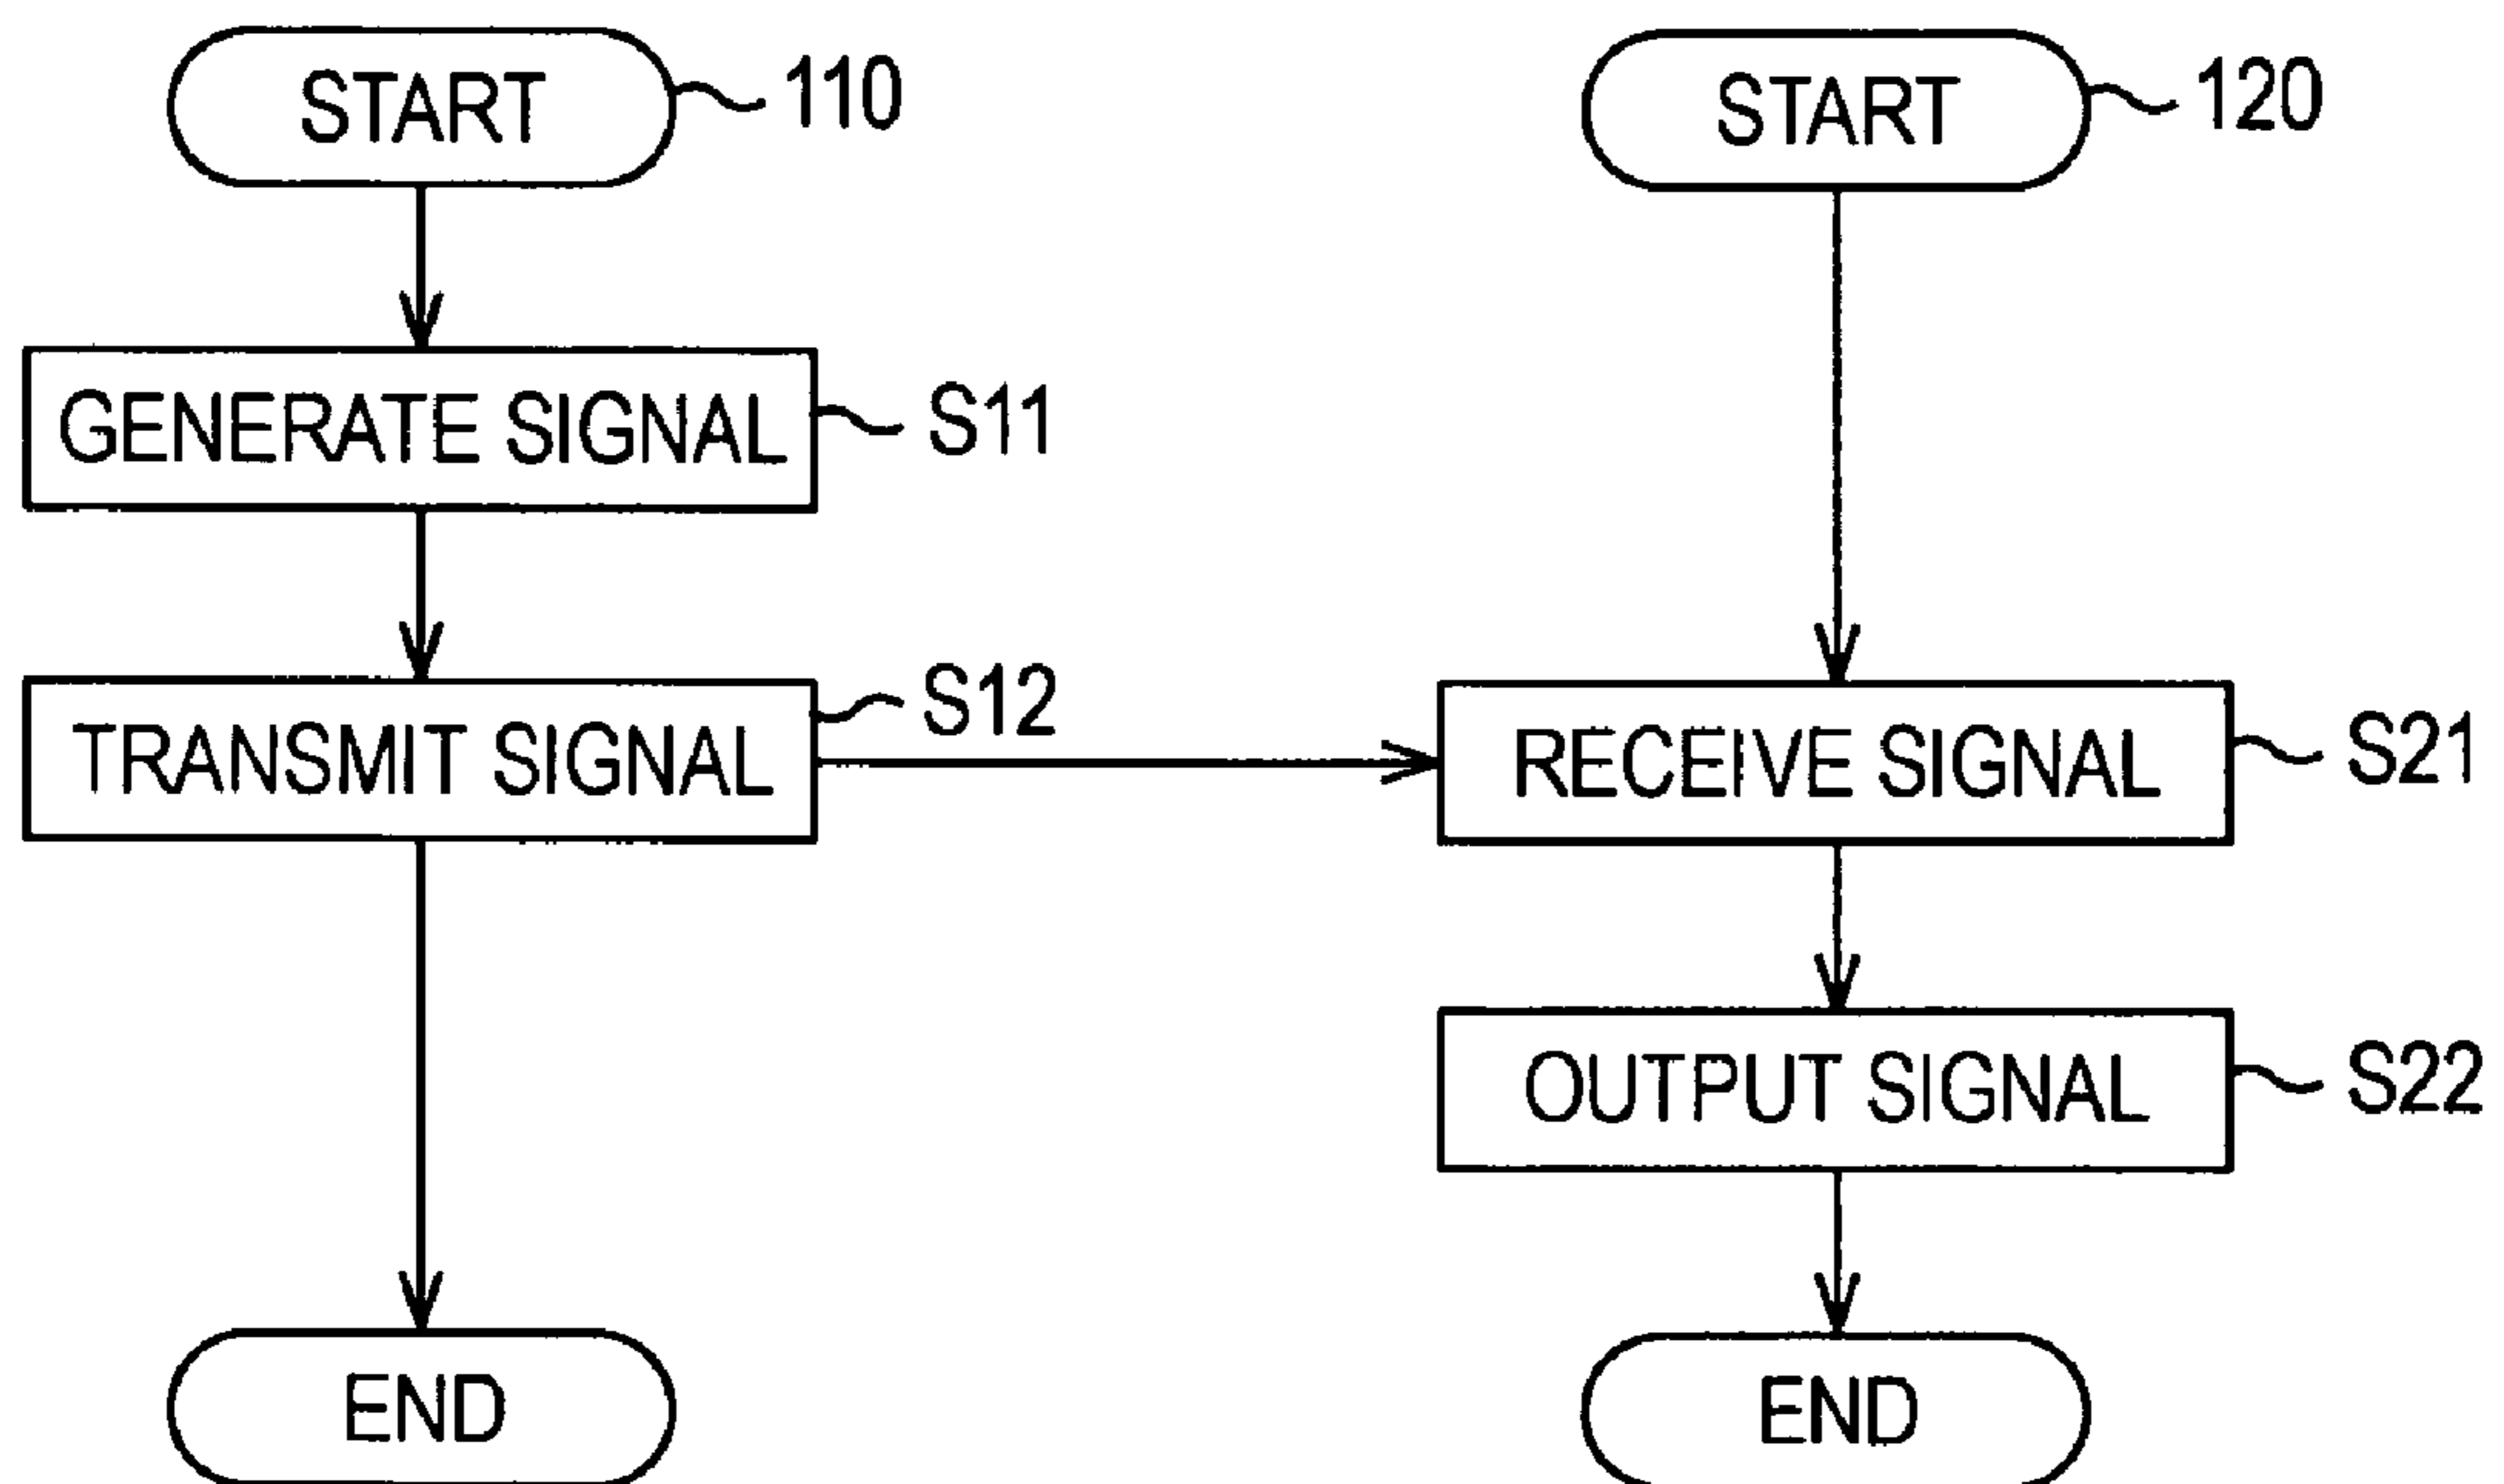 START
110
GENERATE SIGNAL
S11
TRANSMIT SIGNAL
S12
END
START
120
RECEIVE SIGNAL
S21
OUTPUT SIGNAL
S22
END